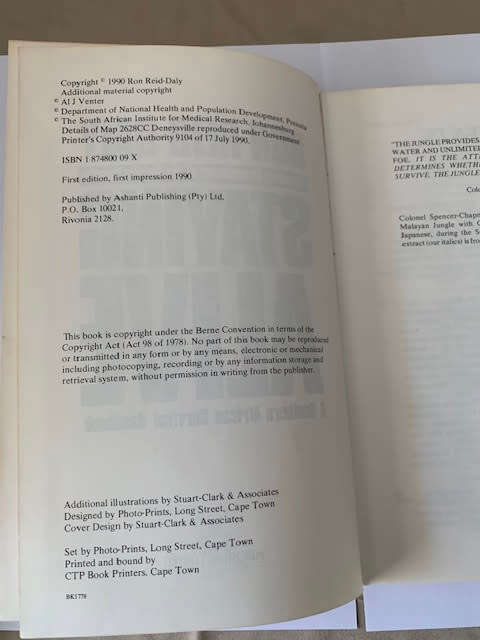 Copyright © 1990 Ron Reid-Daly
Additional material copyright
© Al J Venter
© Department of National Health and Population Development, Pretoria
© The South African Institute for Medical Research, Johannesburg
Details of Map 2628CC Deneysville reproduced under Government
Printer's Copyright Authority 9104 of 17 July 1990.
ISBN 1 874800 09 X
First edition, first impression 1990
Published by Ashanti Publishing (Pty) Ltd,
P.O. Box 10021,
Rivonia 2128.
This book is copyright under the Berne Convention in terms of the
Copyright Act (Act 98 of 1978). No part of this book may be reproduced
or transmitted in any form or by any means, electronic or mechanical
including photocopying, recording or by any information storage and
retrieval system, without permission in writing from the publisher.
Additional illustrations by Stuart-Clark & Associates
Designed by Photo-Prints, Long Street, Cape Town
Cover Design by Stuart-Clark & Associates
Set by Photo-Prints, Long Street, Cape Town
Printed and bound by
CTP Book Printers, Cape Town
BK1778
"THE JUNGLE PROVIDES
WATER AND UNLIMITE
FOE. IT IS THE ATT
DETERMINES WHETHE
SURVIVE. THE JUNGL
Colo
Colonel Spencer-Chapm
Malayan Jungle with C
Japanese, during the S
extract (our italics) is fro